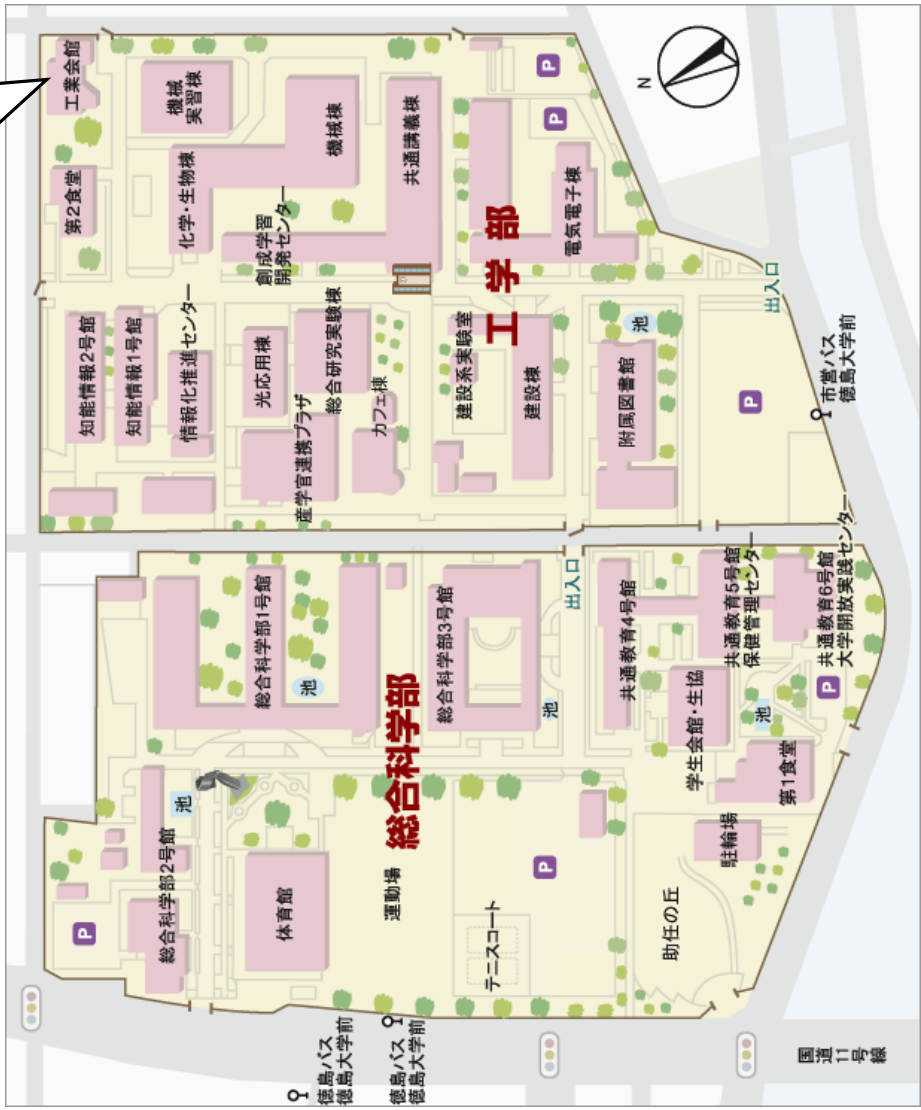 工業会館
機械
実習棟
機械棟
共通講義棟
P
P
N
第2食堂
化学・生物棟
創成学習
開発センター
工学部
電気電子棟
出入口
知能情報2号館
知能情報1号館
情報化推進センター
光応用棟
総合研究実験棟
産学官連携プラザ
カフェ棟
建設系実験室
建設棟
附属図書館
池
P
市営バス
徳島大学前
総合科学部1号館
池
総合科学部3号館
池
出入口
共通教育4号館
共通教育5号館
保健管理センター
共通教育6号館
大学開放実践センター
総合科学部
学生会館・生協
池
P
第1食堂
池
総合科学部2号館
P
体育館
運動場
テニスコート
P
助任の丘
駐輪場
徳島バス
徳島大学前
徳島バス
徳島大学前
国道11号線